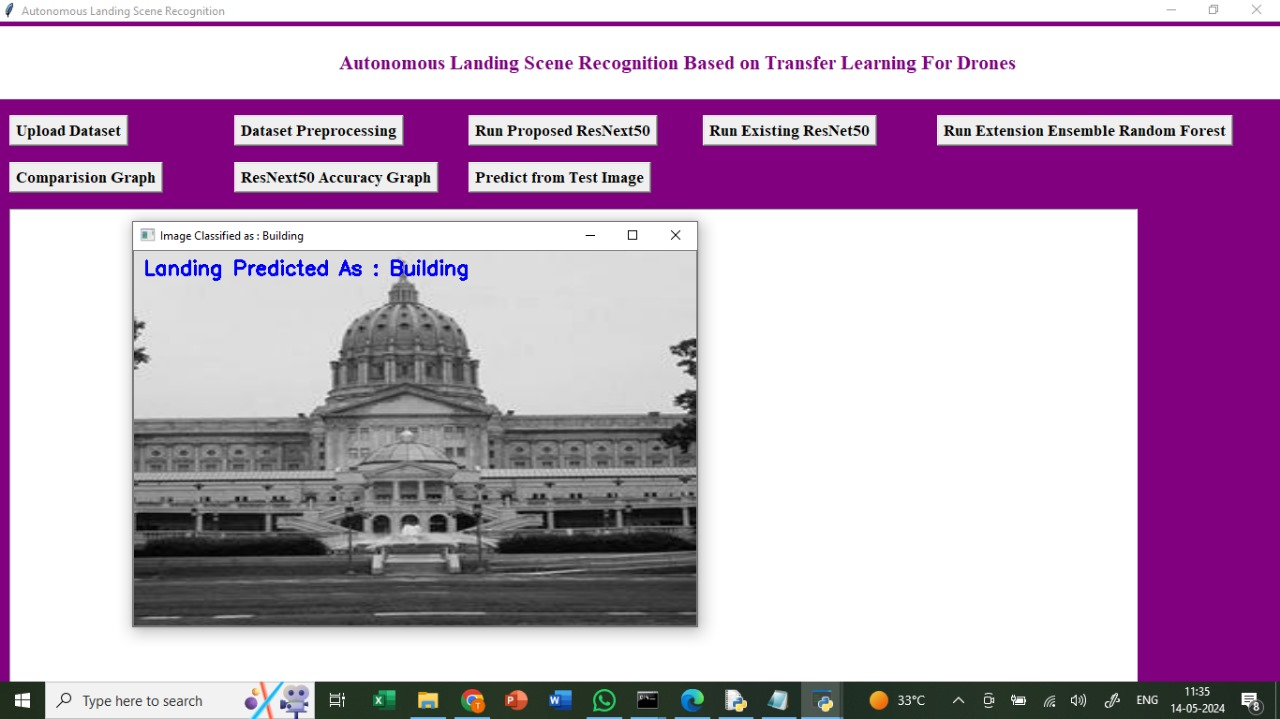 Autonomous Landing Scene Recognition
Autonomous Landing Scene Recognition Based on Transfer Learning For Drones
Upload Dataset
Dataset Preprocessing
Run Proposed ResNext50
Run Existing ResNet50
Run Extension Ensemble Random Forest
Comparision Graph
ResNext50 Accuracy Graph
Predict from Test Image
Image Classified as : Building
Landing Predicted As : Building
Type here to search
33°C
ENG
11:35
14-05-2024
8